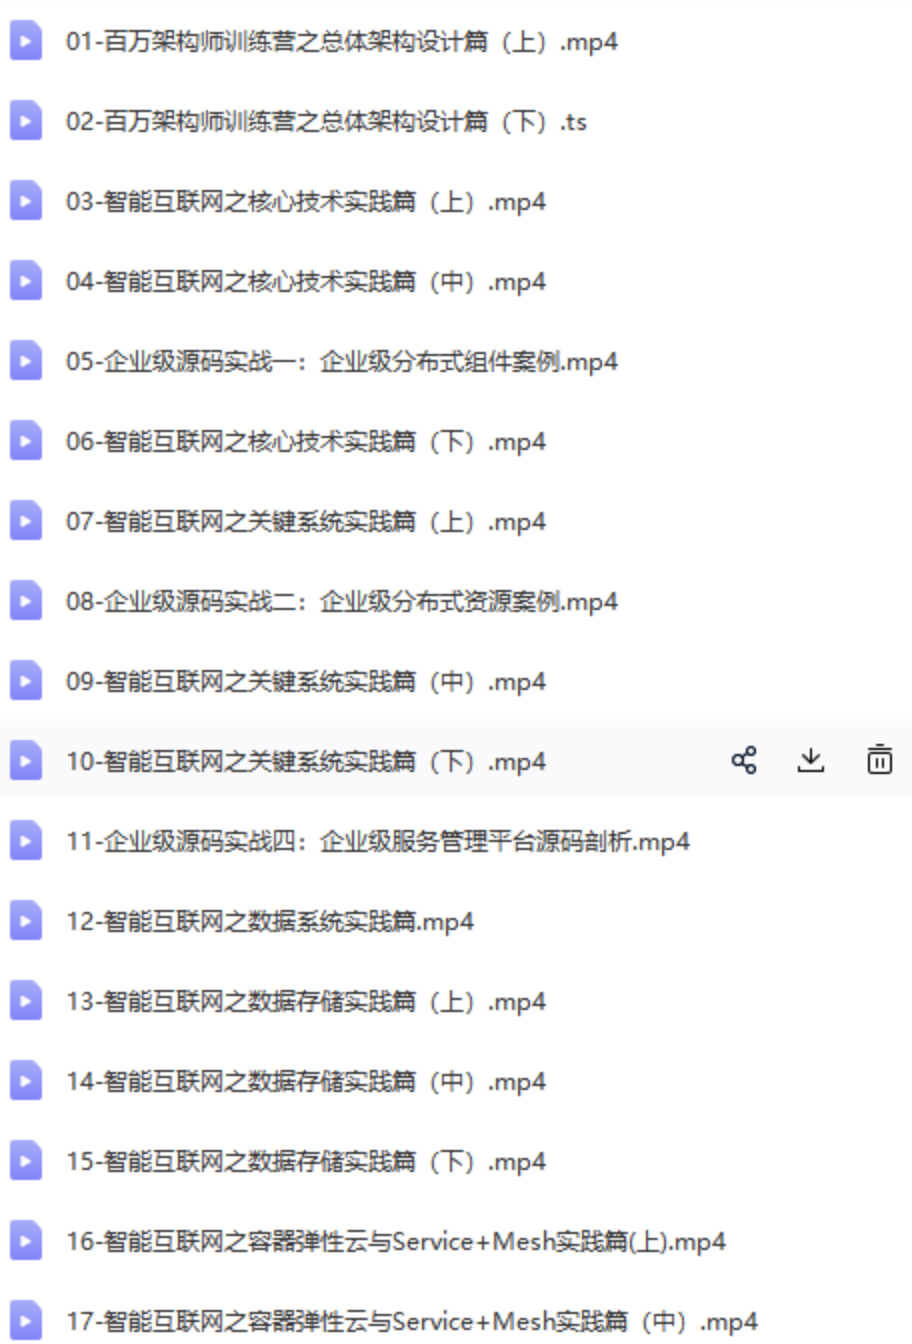 01-百万架构师训练营之总体架构设计篇（上）.mp4
02-百万架构师训练营之总体架构设计篇（下）.ts
03-智能互联网之核心技术实践篇（上）.mp4
04-智能互联网之核心技术实践篇（中）.mp4
05-企业级源码实战一：企业级分布式组件案例.mp4
06-智能互联网之核心技术实践篇（下）.mp4
07-智能互联网之关键系统实践篇（上）.mp4
08-企业级源码实战二：企业级分布式资源案例.mp4
09-智能互联网之关键系统实践篇（中）.mp4
10-智能互联网之关键系统实践篇（下）.mp4
11-企业级源码实战四：企业级服务管理平台源码剖析.mp4
12-智能互联网之数据系统实践篇.mp4
13-智能互联网之数据存储实践篇（上）.mp4
14-智能互联网之数据存储实践篇（中）.mp4
15-智能互联网之数据存储实践篇（下）.mp4
16-智能互联网之容器弹性云与Service+Mesh实践篇(上).mp4
17-智能互联网之容器弹性云与Service+Mesh实践篇（中）.mp4